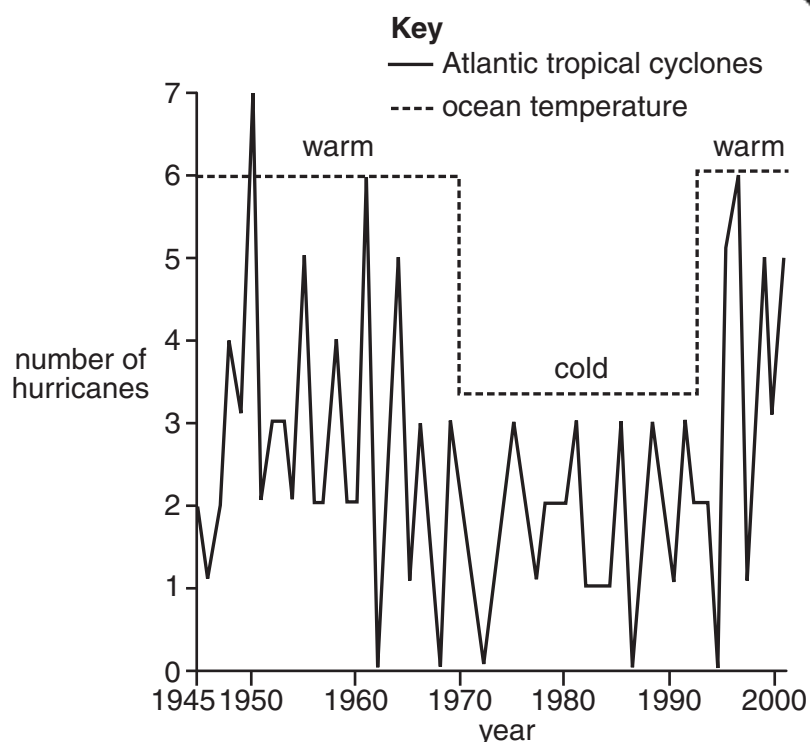 Key
Atlantic tropical cyclones
ocean temperature
7
warm
warm
6
5
4
number of
hurricanes
cold
3
2
1
0
1945 1950 1960 1970 1980 1990 2000
year